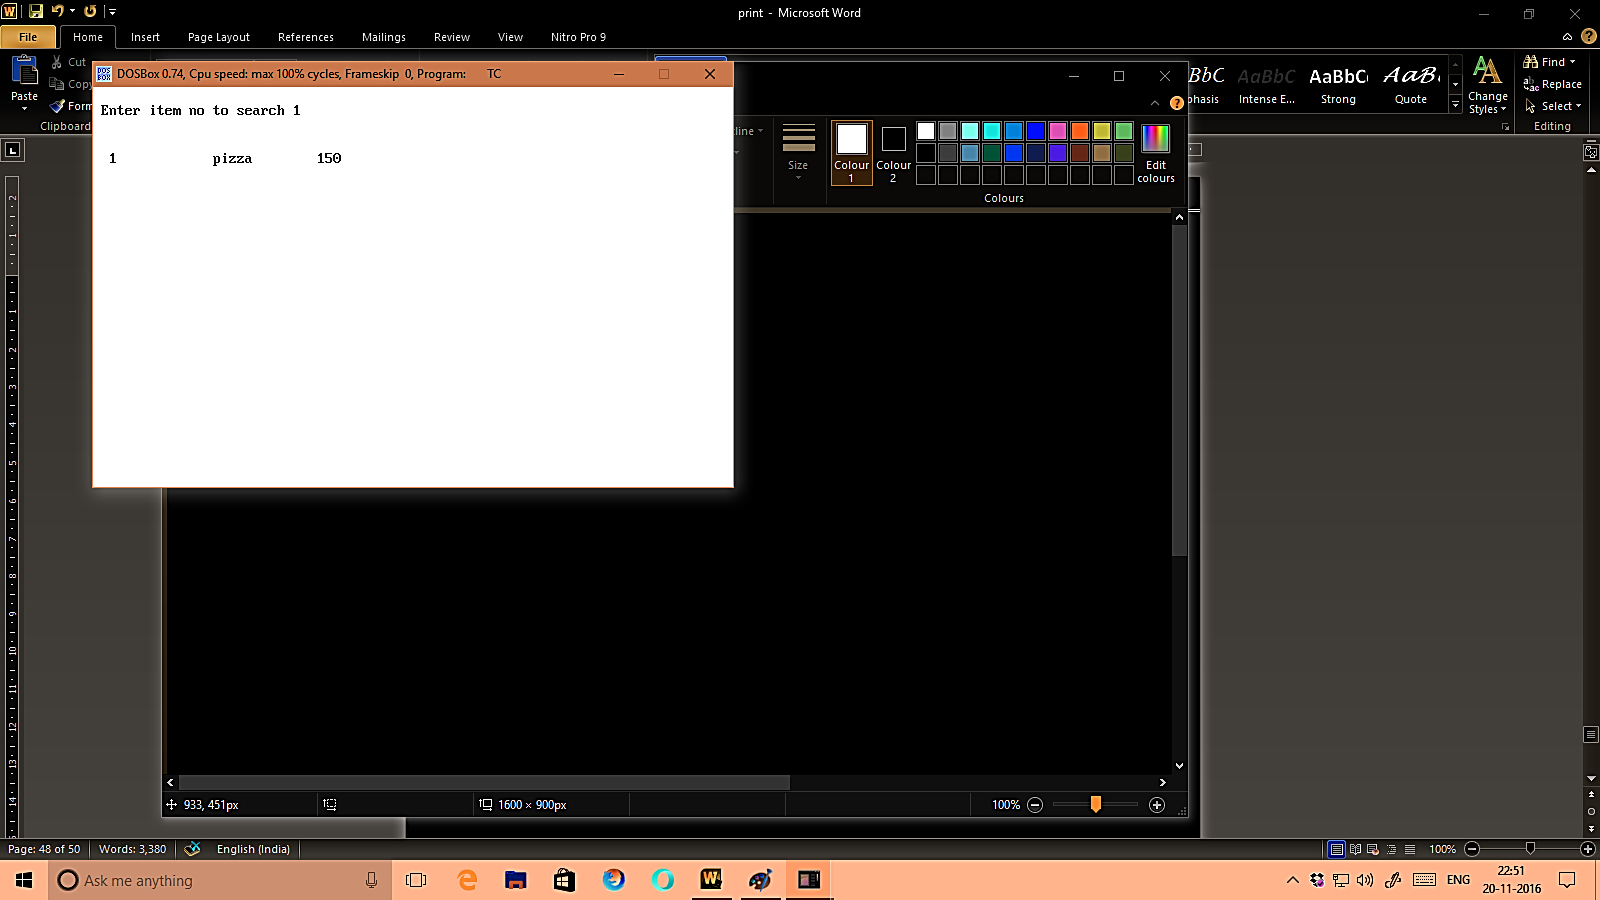 print - Microsoft Word
File Home Insert Page Layout References Mailings Review View Nitro Pro 9
Cut
Copy
Paste
Clipboard
DOSBox 0.74, Cpu speed: max 100% cycles, Frameskip 0, Program: TC
Enter item no to search 1
1 pizza 150
Size
Colour 1
Colour 2
Edit colours
Colours
AaBbC AaBbCc
Intense E... Strong Quote
Change Styles
Find
Replace
Select
Editing
933, 451px
1600 × 900px
100%
Page: 48 of 50 Words: 3,380 English (India)
100%
Ask me anything
ENG
22:51
20-11-2016